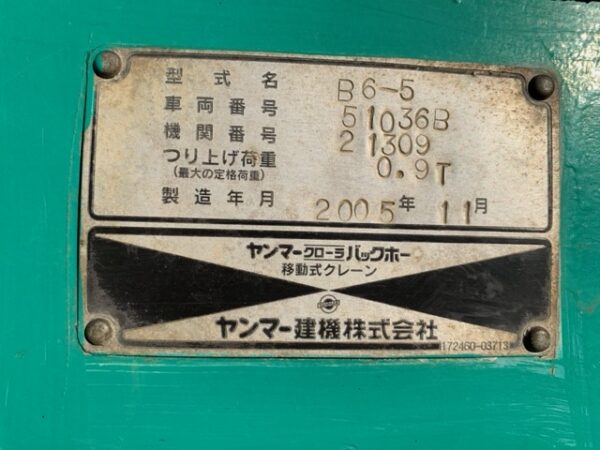 型式名 B6-5
車両番号 51036B
機関番号 21309
つり上げ荷重 0.9T
(最大の定格荷重)
製造年月 2005年 11月
ヤンマークローラバックホー
移動式クレーン
ヤンマー建機株式会社
172460-03713